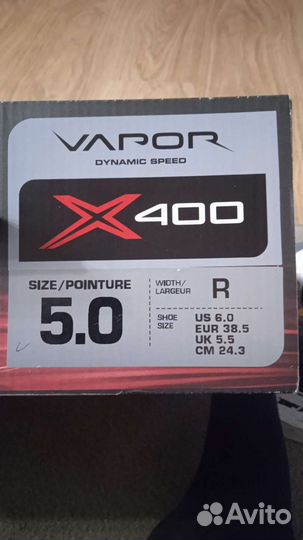 VAPOR
DYNAMIC SPEED
X400
SIZE/POINTURE
5.0
WIDTH/
LARGEUR
R
SHOE
SIZE
US 6.0
EUR 38.5
UK 5.5
CM 24.3
Avito